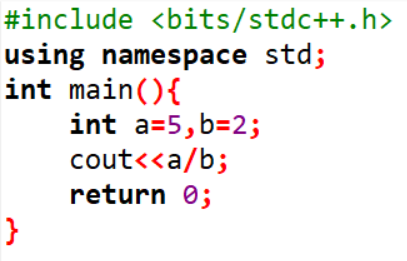 #include <bits/stdc++.h>
using namespace std;
int main(){
    int a=5,b=2;
    cout<<a/b;
    return 0;
}